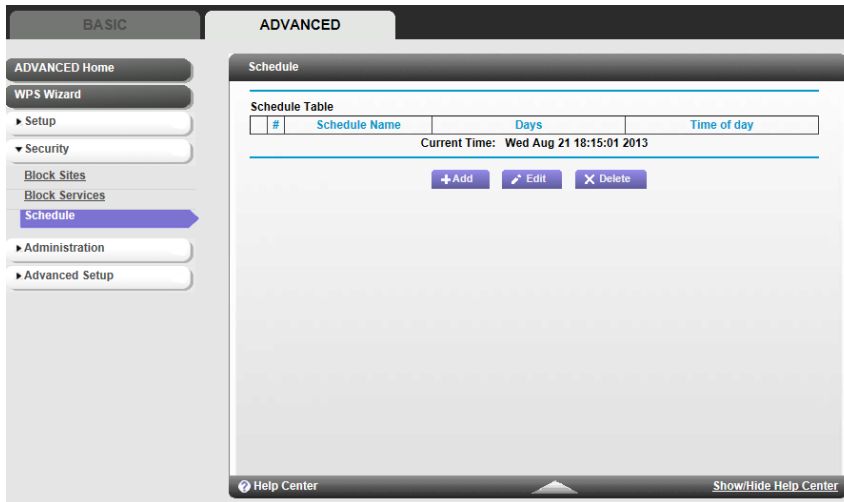 BASIC
ADVANCED
ADVANCED Home
WPS Wizard
Setup
Security
Block Sites
Block Services
Schedule
Administration
Advanced Setup
Schedule
Schedule Table
# Schedule Name Days Time of day
Current Time: Wed Aug 21 18:15:01 2013
Add Edit Delete
Help Center Show/Hide Help Center